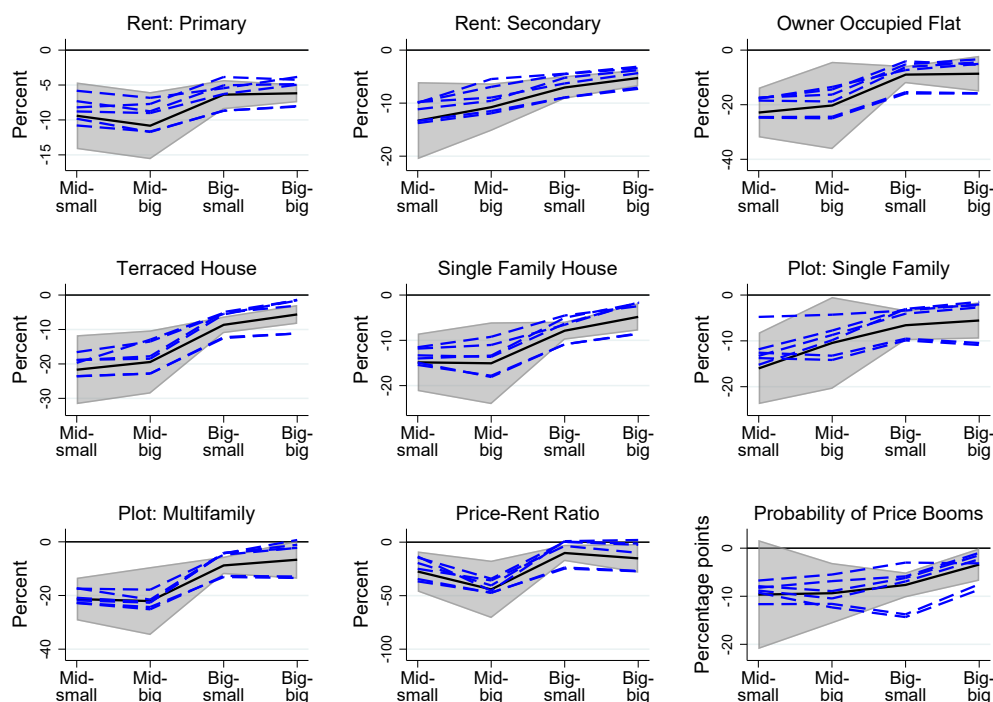 Rent: Primary
Percent
0
-5
-10
-15
Mid-small
Mid-big
Big-small
Big-big
Rent: Secondary
Percent
0
-10
-20
Mid-small
Mid-big
Big-small
Big-big
Owner Occupied Flat
Percent
0
-20
-40
Mid-small
Mid-big
Big-small
Big-big
Terraced House
Percent
0
-10
-20
-30
Mid-small
Mid-big
Big-small
Big-big
Single Family House
Percent
0
-10
-20
Mid-small
Mid-big
Big-small
Big-big
Plot: Single Family
Percent
0
-10
-20
Mid-small
Mid-big
Big-small
Big-big
Plot: Multifamily
Percent
0
-20
-40
Mid-small
Mid-big
Big-small
Big-big
Price-Rent Ratio
Percent
0
-50
-100
Mid-small
Mid-big
Big-small
Big-big
Probability of Price Booms
Percentage points
0
-10
-20
Mid-small
Mid-big
Big-small
Big-big